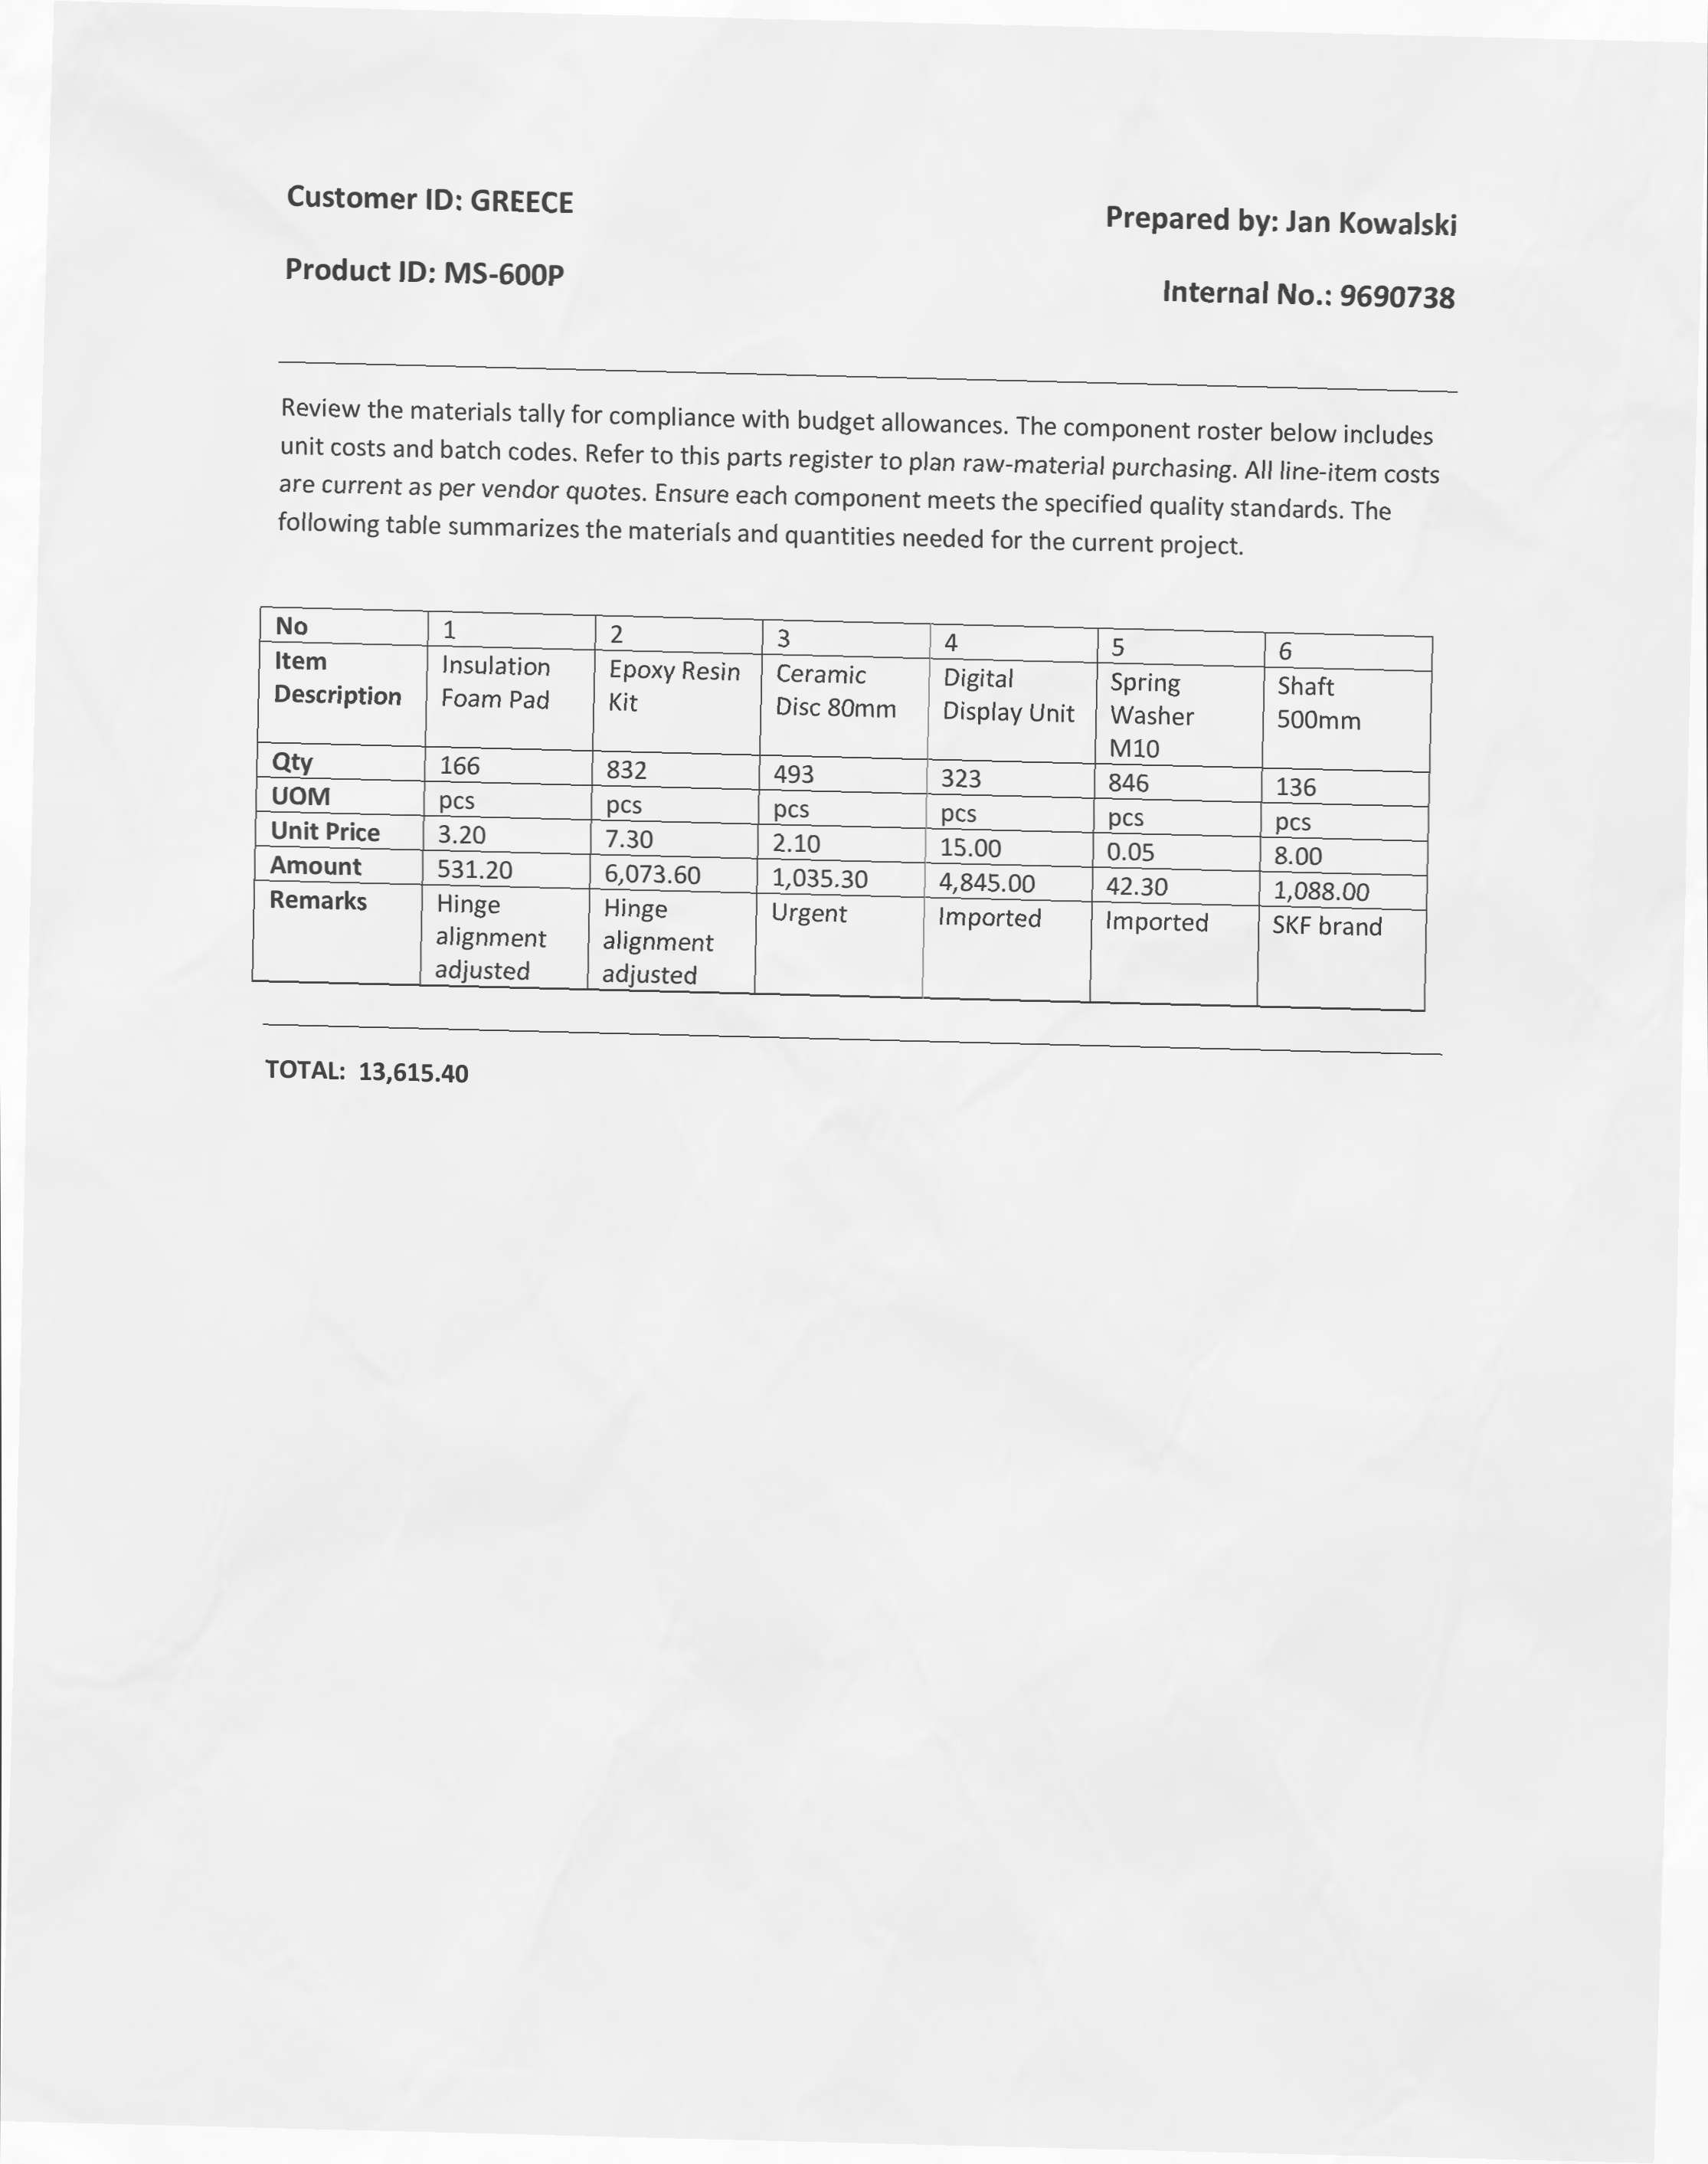 Customer ID: GREECE
Prepared by: Jan Kowalski
Product ID: MS-600P
Internal No.: 9690738
Review the materials tally for compliance with budget allowances. The component roster below includes
unit costs and batch codes. Refer to this parts register to plan raw-material purchasing. All line-item costs
are current as per vendor quotes. Ensure each component meets the specified quality standards. The
following table summarizes the materials and quantities needed for the current project.
No 1 2 3 4 5 6
Item Insulation Epoxy Resin Ceramic Digital Spring Shaft
Description Foam Pad Kit Disc 80mm Display Unit Washer 500mm
M10
Qty 166 832 493 323 846 136
UOM pcs pcs pcs pcs pcs pcs
Unit Price 3.20 7.30 2.10 15.00 0.05 8.00
Amount 531.20 6,073.60 1,035.30 4,845.00 42.30 1,088.00
Remarks Hinge Hinge Urgent Imported Imported SKF brand
alignment alignment
adjusted adjusted
TOTAL: 13,615.40